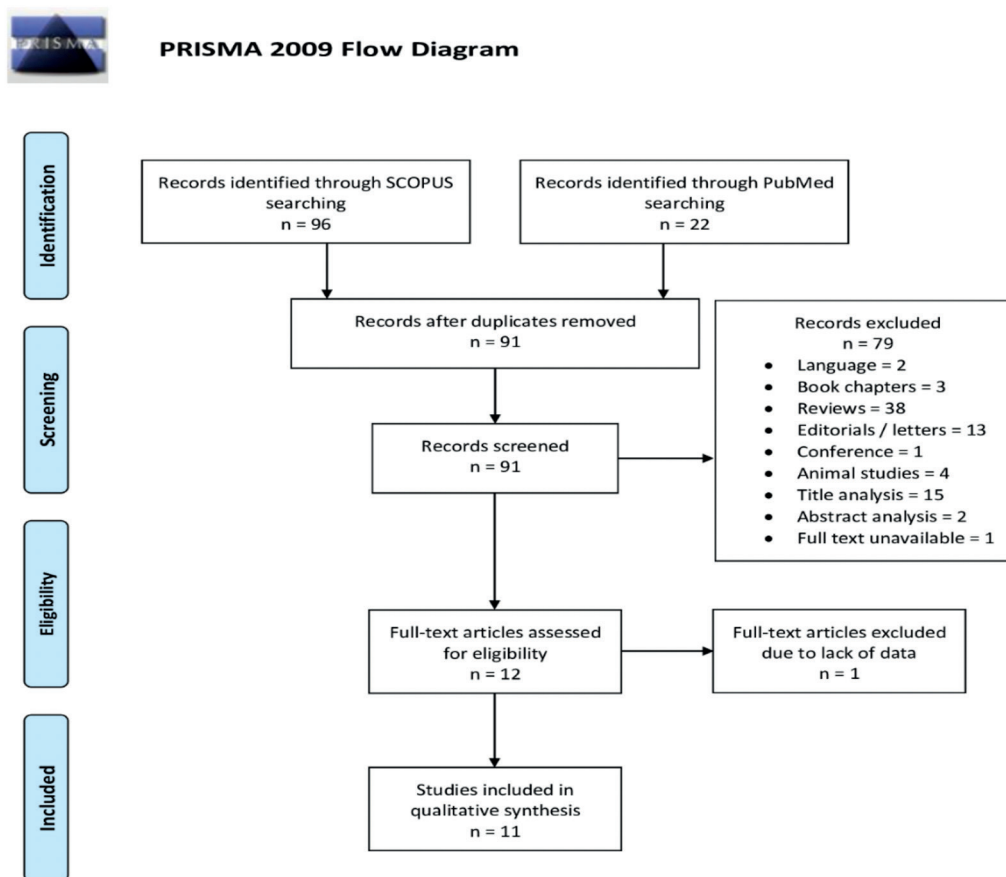 PRISMA
PRISMA 2009 Flow Diagram
Identification
Records identified through SCOPUS
searching
n = 96
Records identified through PubMed
searching
n = 22
Records after duplicates removed
n = 91
Screening
Records screened
n = 91
Records excluded
n = 79
• Language = 2
• Book chapters = 3
• Reviews = 38
• Editorials / letters = 13
• Conference = 1
• Animal studies = 4
• Title analysis = 15
• Abstract analysis = 2
• Full text unavailable = 1
Eligibility
Full-text articles assessed
for eligibility
n = 12
Full-text articles excluded
due to lack of data
n = 1
Included
Studies included in
qualitative synthesis
n = 11